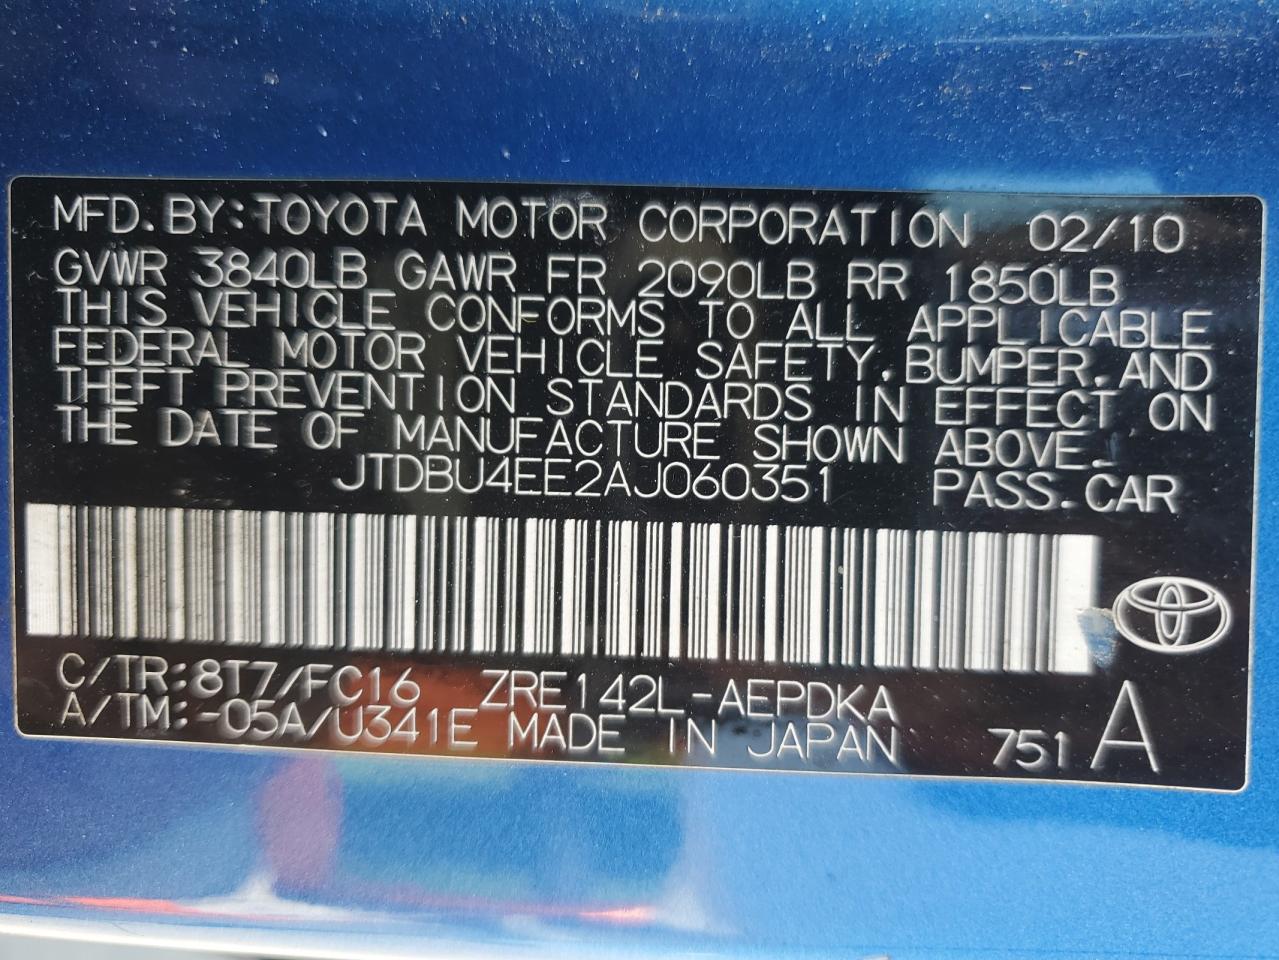 MFD. BY:TOYOTA MOTOR CORPORATION 02/10
GVWR 3840LB GAWR FR 2090LB RR 1850LB
THIS VEHICLE CONFORMS TO ALL APPLICABLE
FEDERAL MOTOR VEHICLE SAFETY, BUMPER, AND
THEFT PREVENTION STANDARDS IN EFFECT ON
THE DATE OF MANUFACTURE SHOWN ABOVE.
JTDBU4EE2AJ060351 PASS. CAR
C/TR:8T7/FC16 ZRE142L-AEPDKA
A/TM:-05A/U341E MADE IN JAPAN 751 A